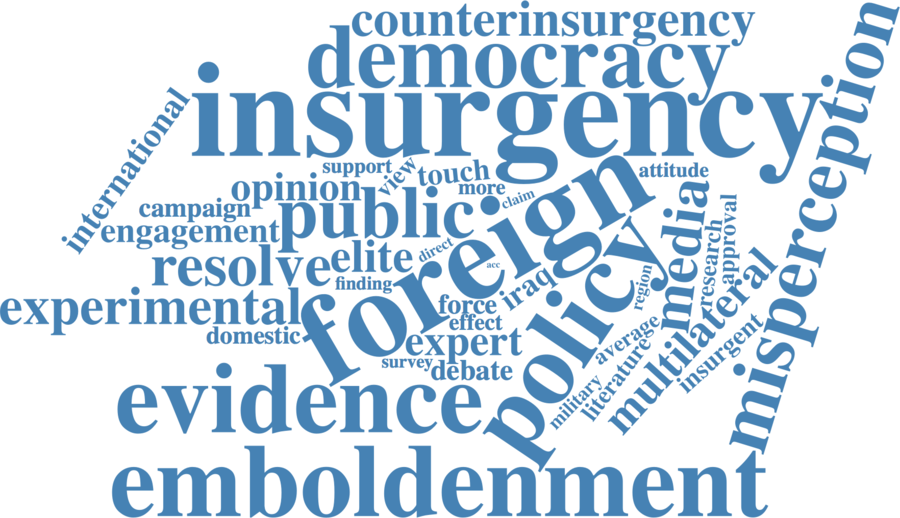 counterinsurgency
democracy
insurgency
international
misperception
support
view
touch
attitude
opinion
more
claim
campaign
public
foreign
engagement
media
approval
research
resolve
elite
direct
acc
finding
iraq
region
policy
experimental
force
effect
domestic
expert
average
multilateral
survey
debate
literature
insurgent
military
evidence
emboldenment